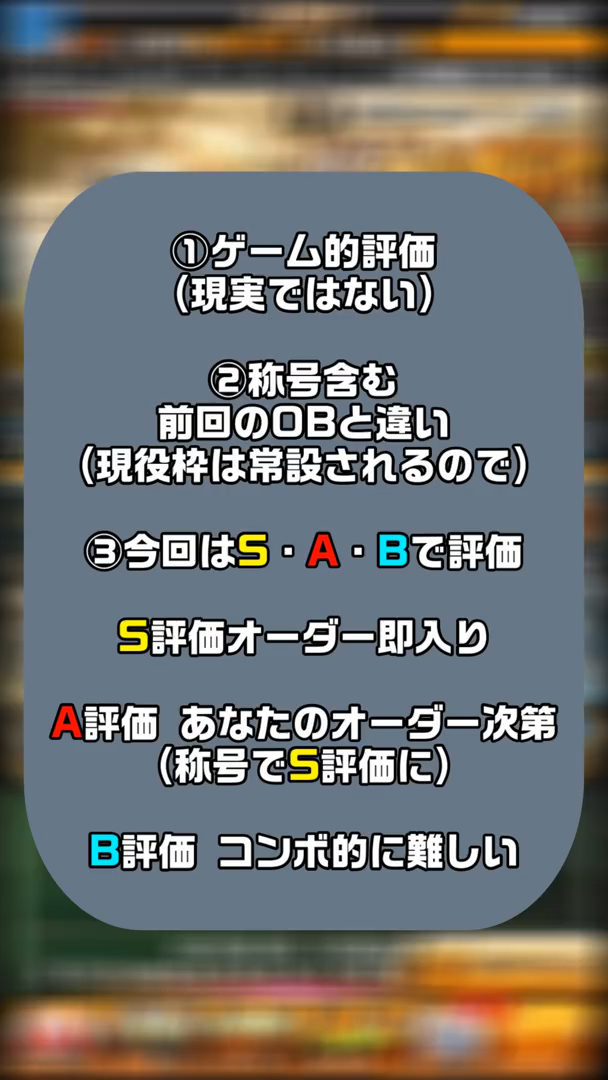 ①ゲーム的評価
(現実ではない)
②称号含む
前回のOBと違い
(現役枠は常設されるので)
③今回はS・A・Bで評価
S評価オーダー即入り
A評価 あなたのオーダー次第
(称号でS評価に)
B評価 コンボ的に難しい